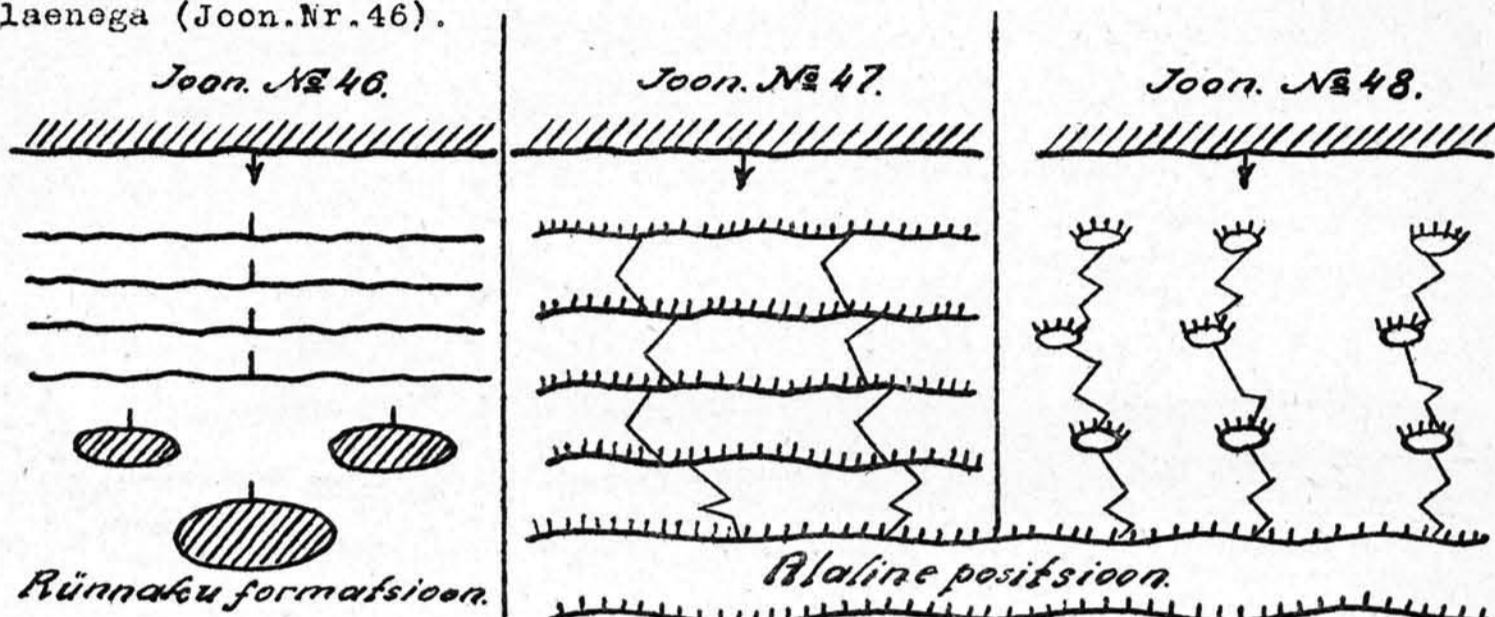 laenega (Joon.Nr.46).
Joon. № 46.
Joon. № 47.
Joon. № 48.
Rünnaku formatsioon.
Alaline positsioon.